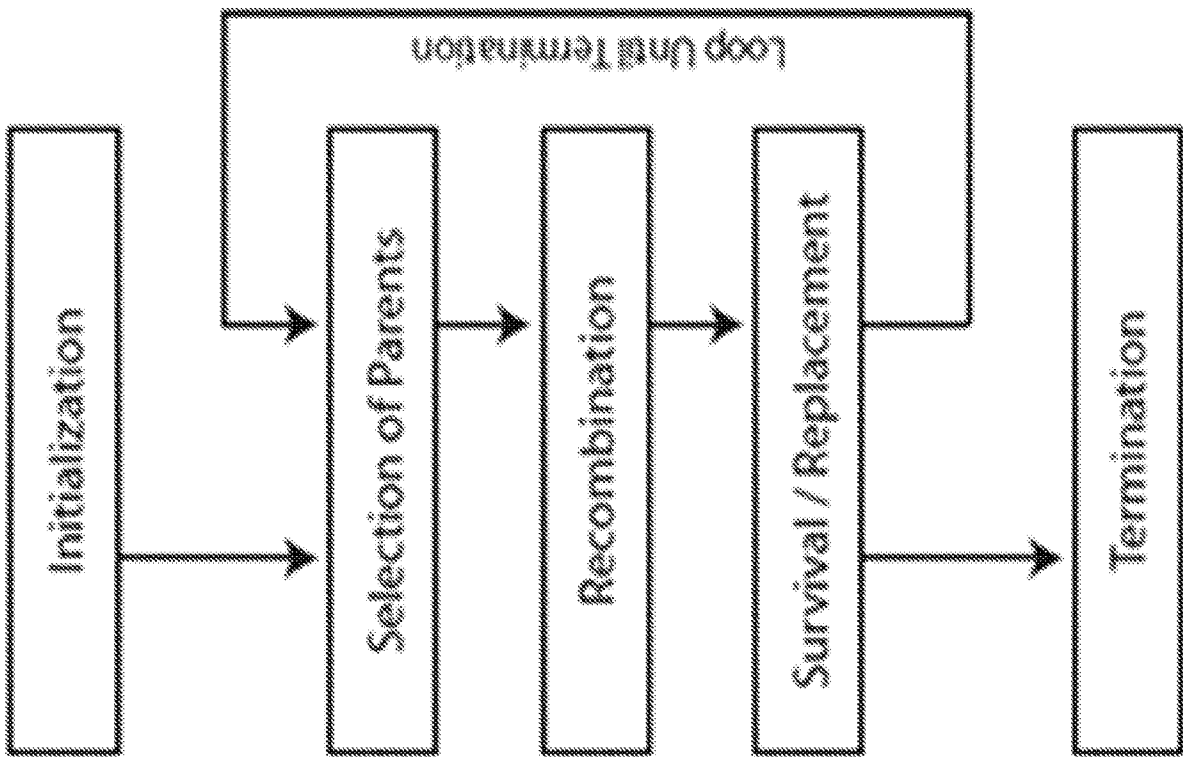 Initialization
Loop Until Termination
Selection of Parents
Recombination
Survival / Replacement
Termination